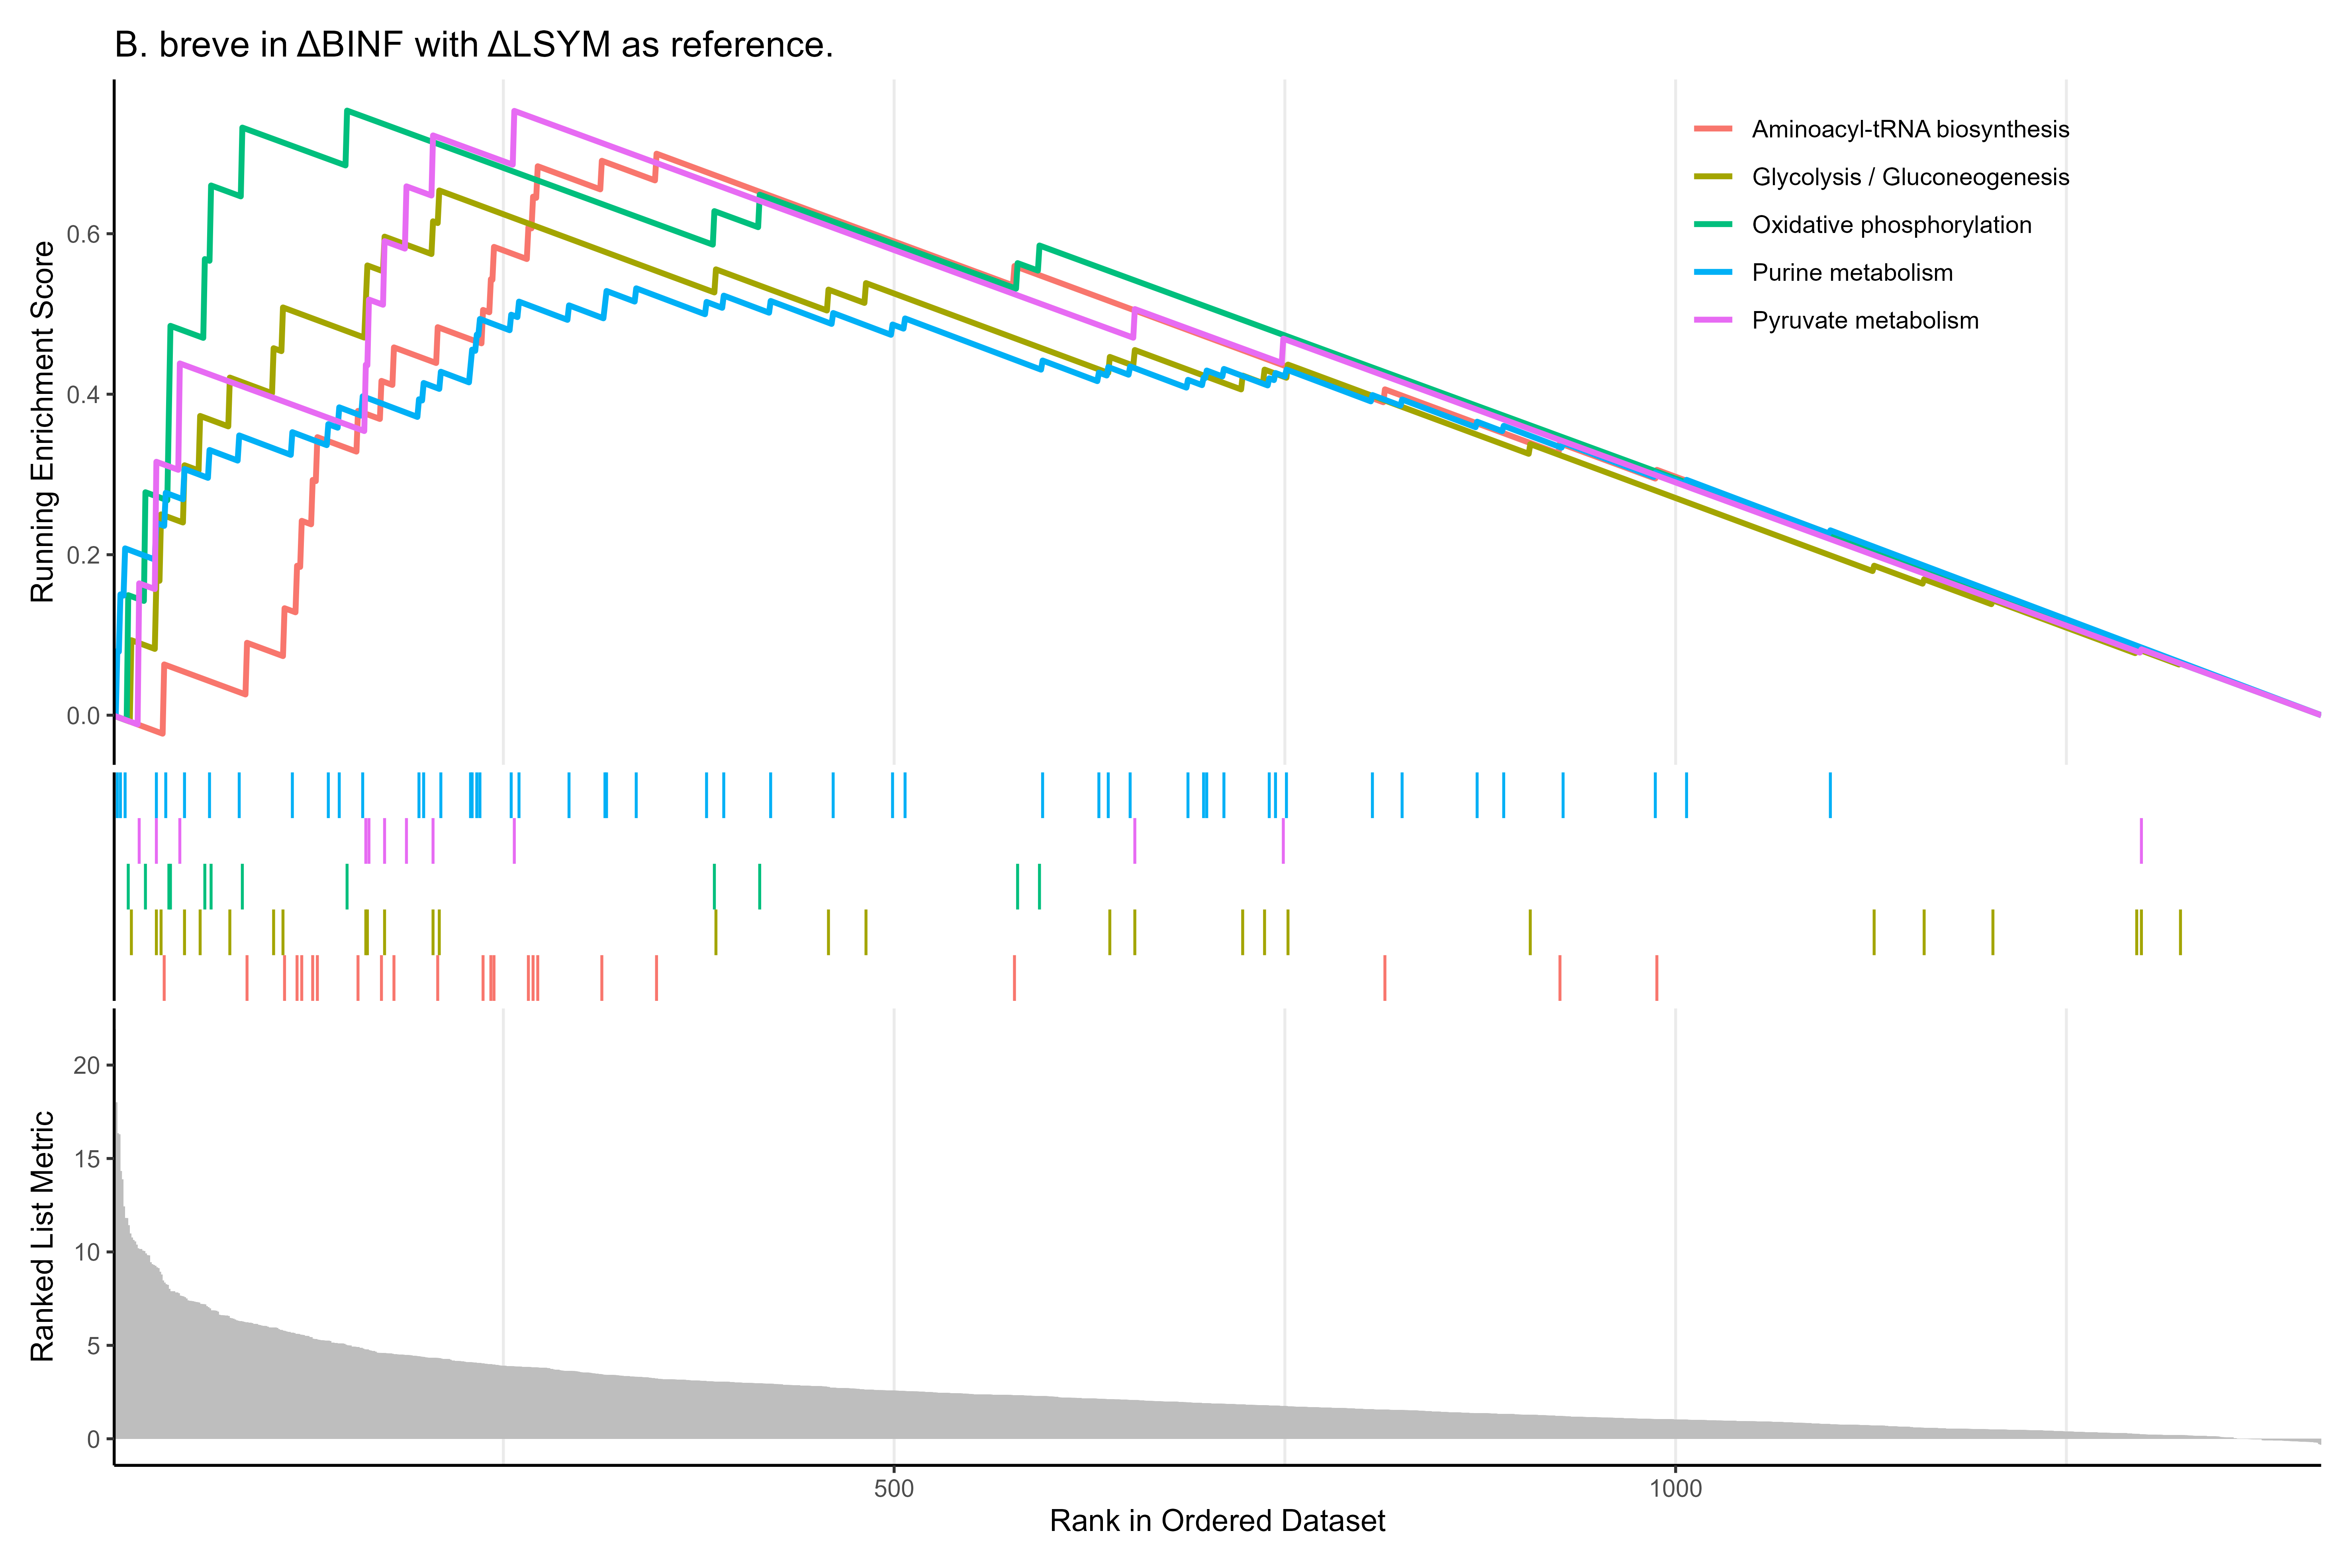 B. breve in ΔBINF with ΔLSYM as reference.
Running Enrichment Score
0.6
0.4
0.2
0.0
Aminoacyl-tRNA biosynthesis
Glycolysis / Gluconeogenesis
Oxidative phosphorylation
Purine metabolism
Pyruvate metabolism
Ranked List Metric
20
15
10
5
0
500
1000
Rank in Ordered Dataset